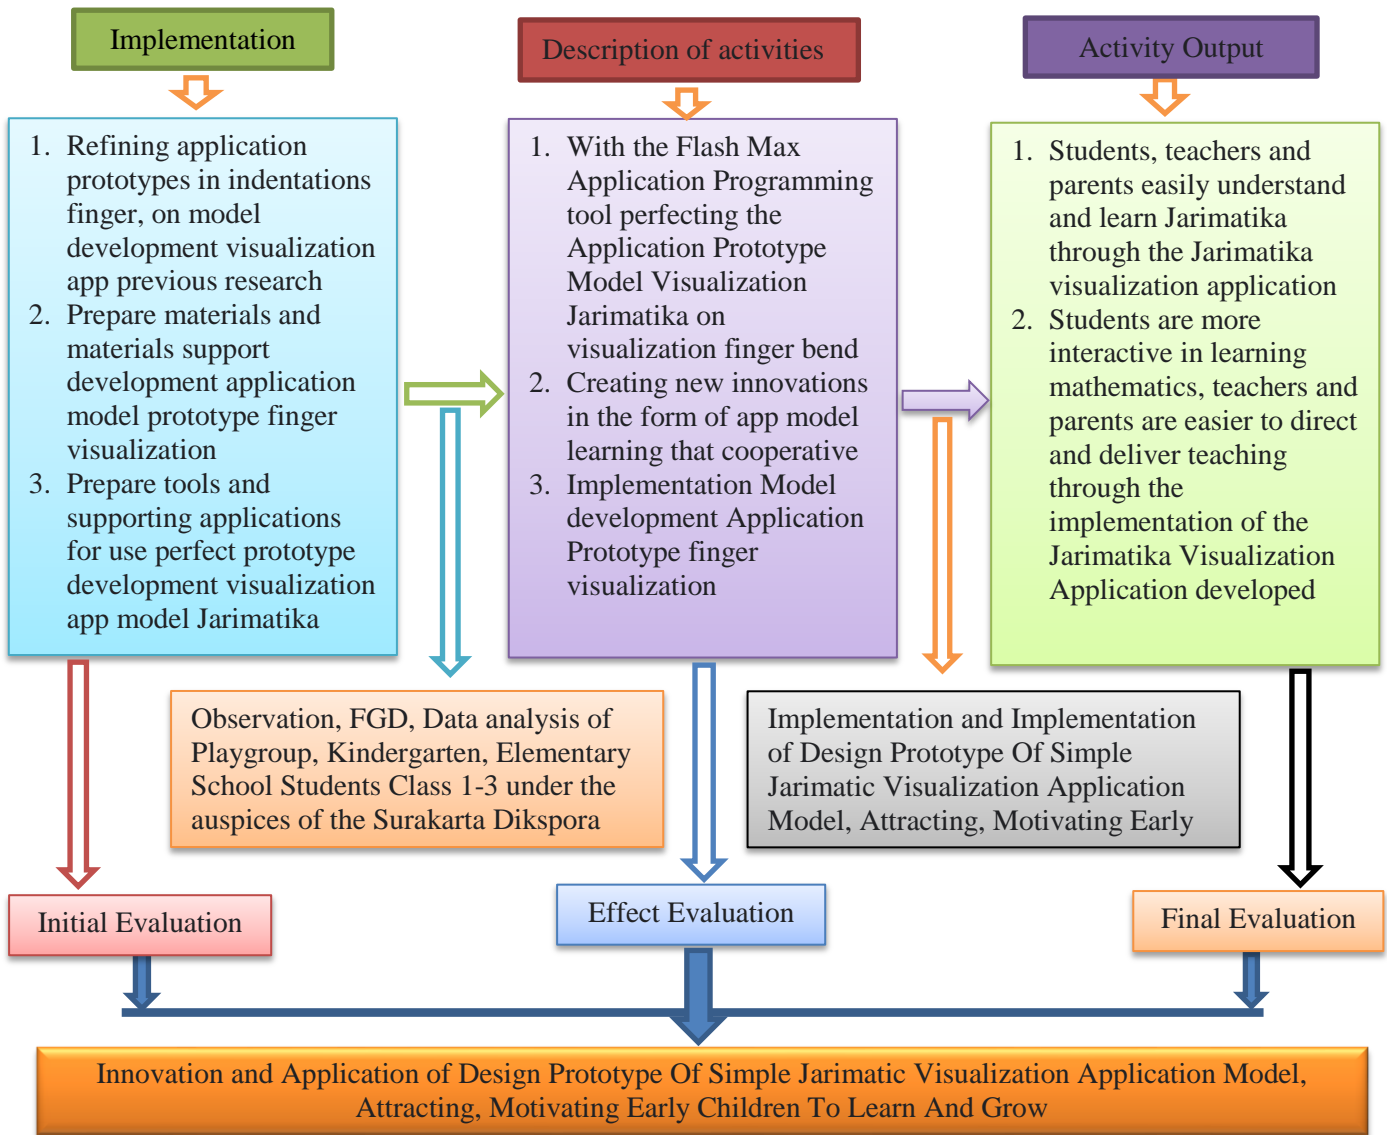 Implementation
Description of activities
Activity Output
1. Refining application
prototypes in indentations
finger, on model
development visualization
app previous research
2. Prepare materials and
materials support
development application
model prototype finger
visualization
3. Prepare tools and
supporting applications
for use perfect prototype
development visualization
app model Jarimatika
1. With the Flash Max
Application Programming
tool perfecting the
Application Prototype
Model Visualization
Jarimatika on
visualization finger bend
2. Creating new innovations
in the form of app model
learning that cooperative
3. Implementation Model
development Application
Prototype finger
visualization
1. Students, teachers and
parents easily understand
and learn Jarimatika
through the Jarimatika
visualization application
2. Students are more
interactive in learning
mathematics, teachers and
parents are easier to direct
and deliver teaching
through the
implementation of the
Jarimatika Visualization
Application developed
Observation, FGD, Data analysis of
Playgroup, Kindergarten, Elementary
School Students Class 1-3 under the
auspices of the Surakarta Dikspora
Implementation and Implementation
of Design Prototype Of Simple
Jarimatic Visualization Application
Model, Attracting, Motivating Early
Initial Evaluation
Effect Evaluation
Final Evaluation
Innovation and Application of Design Prototype Of Simple Jarimatic Visualization Application Model,
Attracting, Motivating Early Children To Learn And Grow